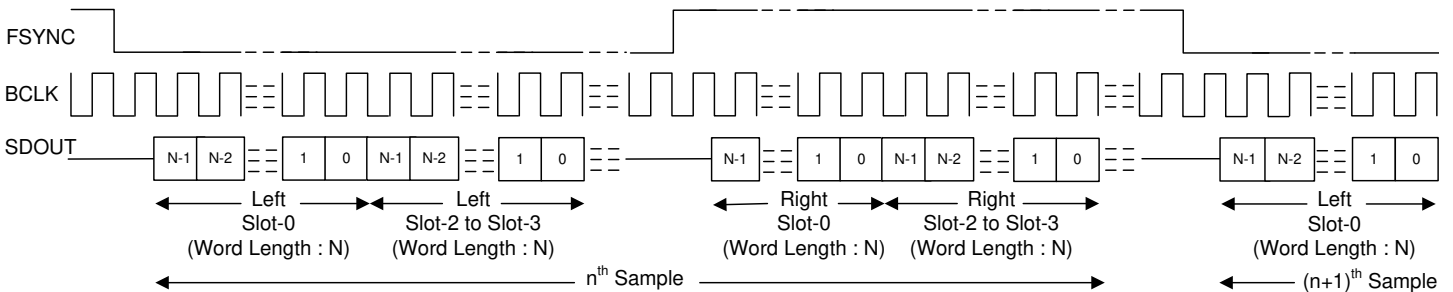 FSYNC
BCLK
SDOUT
N-1 N-2 1 0 N-1 N-2 1 0 N-1 1 0 N-1 N-2 1 0 N-1 N-2 1 0
Left Left Right Right Left
Slot-0 Slot-2 to Slot-3 Slot-0 Slot-2 to Slot-3 Slot-0
(Word Length : N) (Word Length : N) (Word Length : N) (Word Length : N) (Word Length : N)
nth Sample (n+1)th Sample